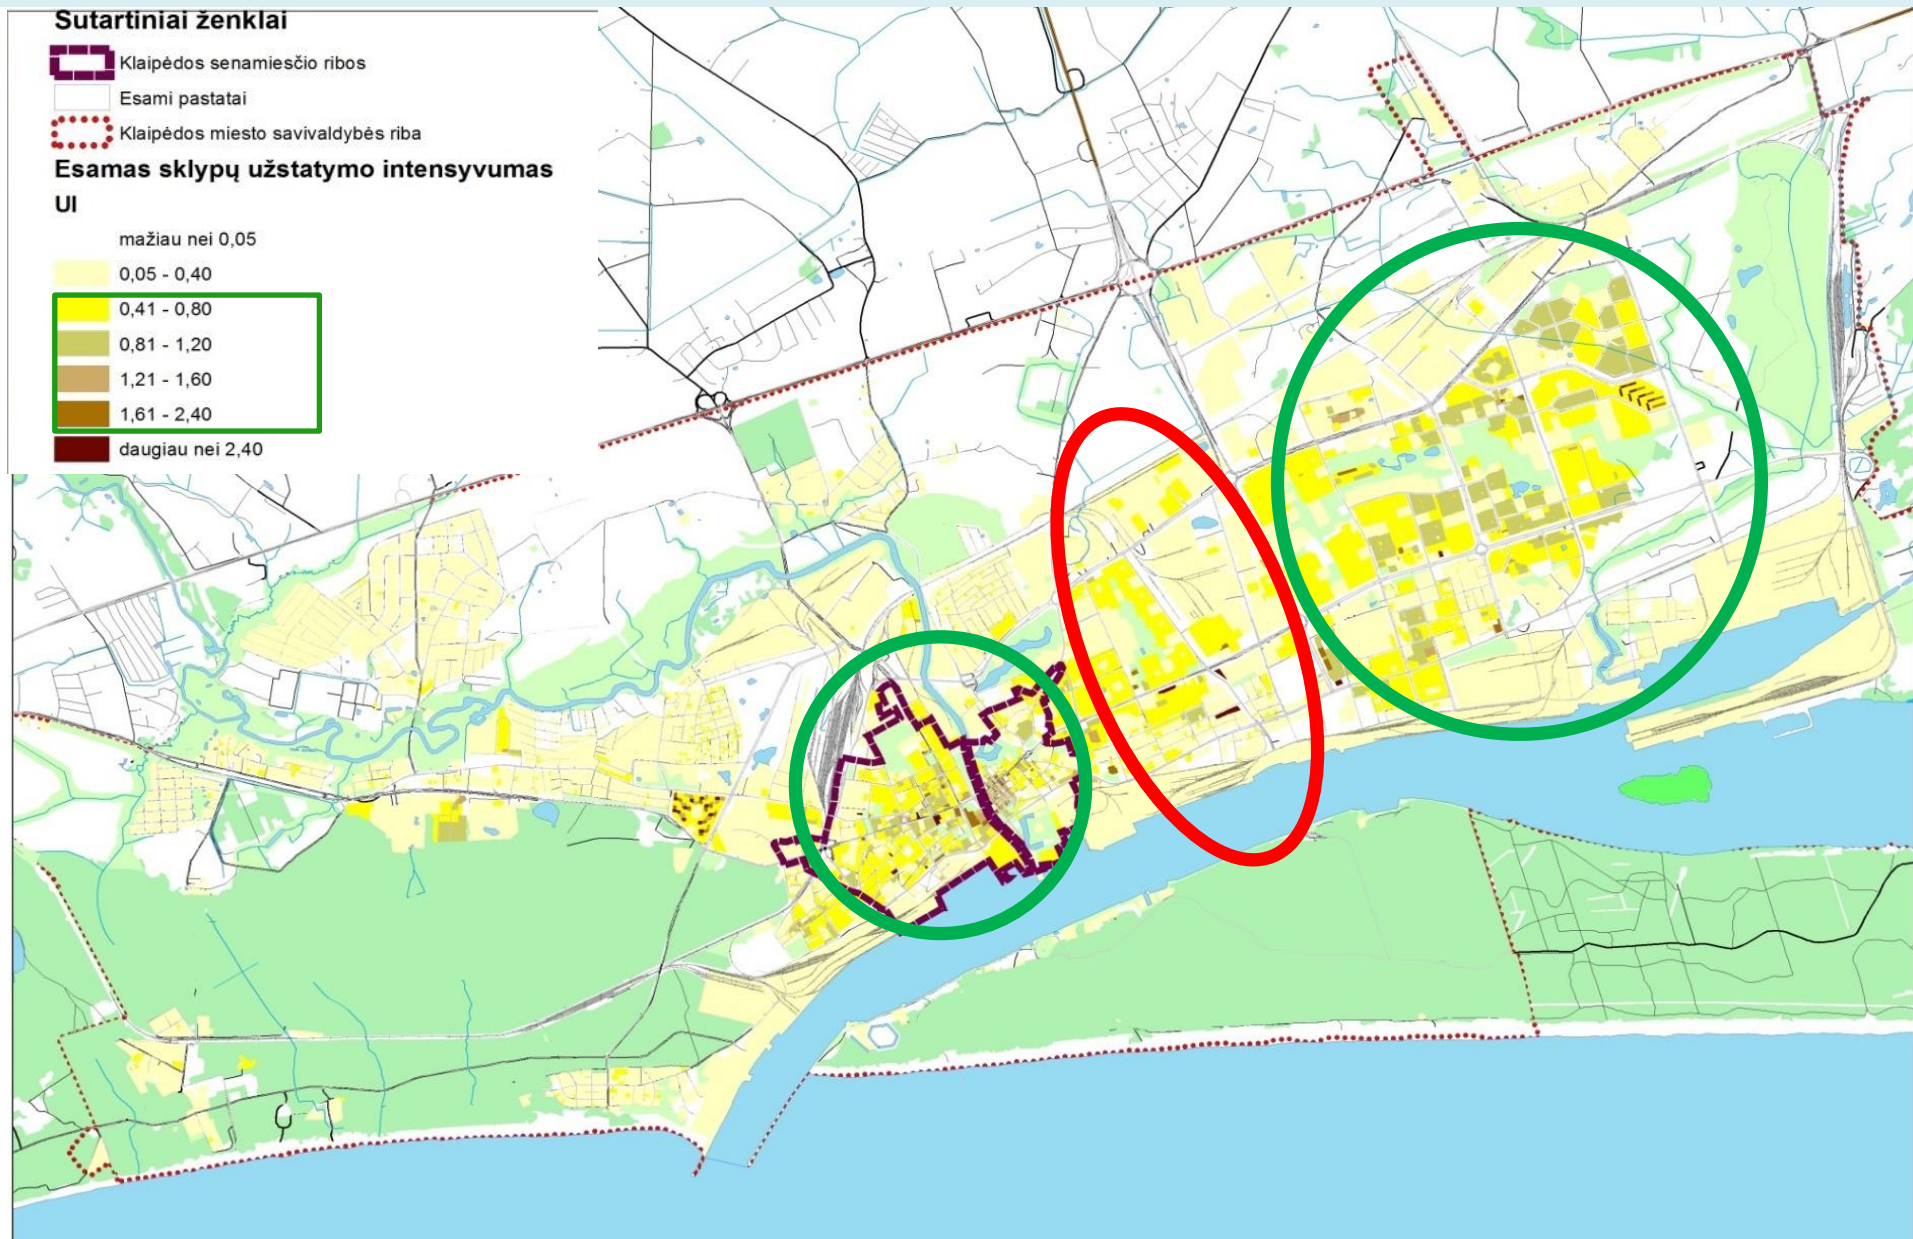 Sutartiniai ženklai
Klaipėdos senamiesčio ribos
Esami pastatai
Klaipėdos miesto savivaldybės riba
Esamas sklypų užstatymo intensyvumas
UI
mažiau nei 0,05
0,05 - 0,40
0,41 - 0,80
0,81 - 1,20
1,21 - 1,60
1,61 - 2,40
daugiau nei 2,40